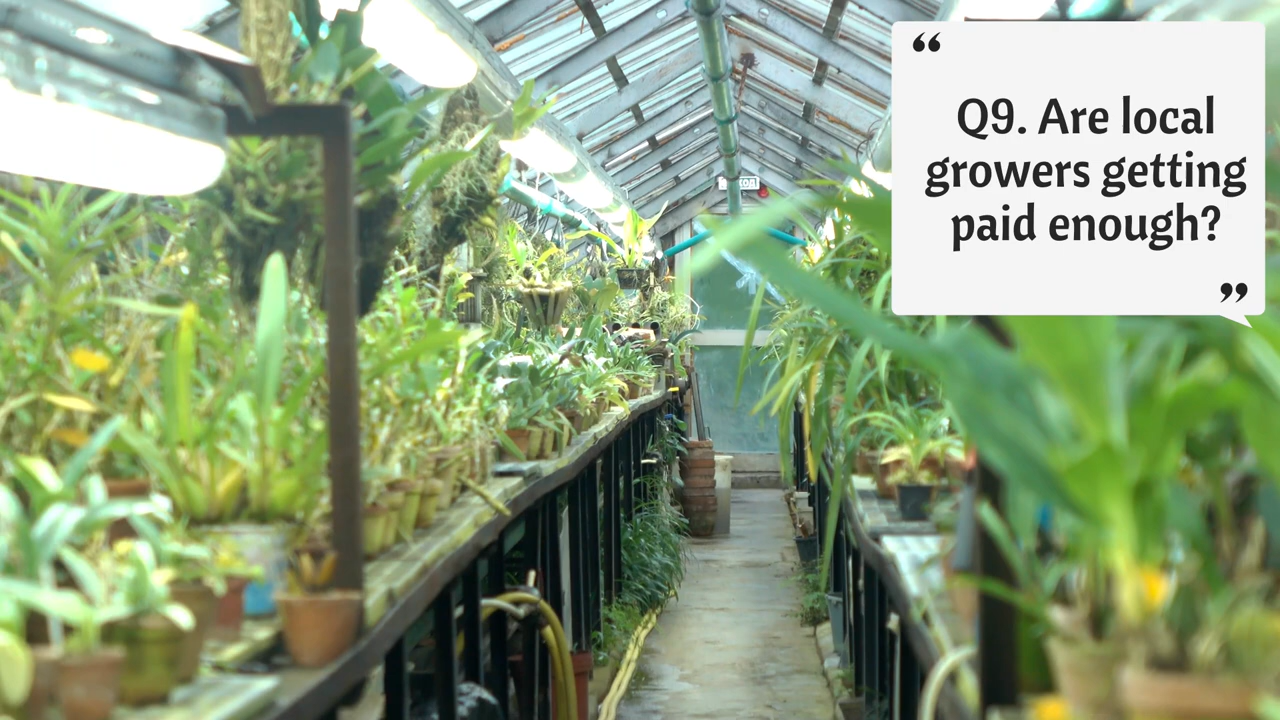 “
Q9. Are local
growers getting
paid enough?
”